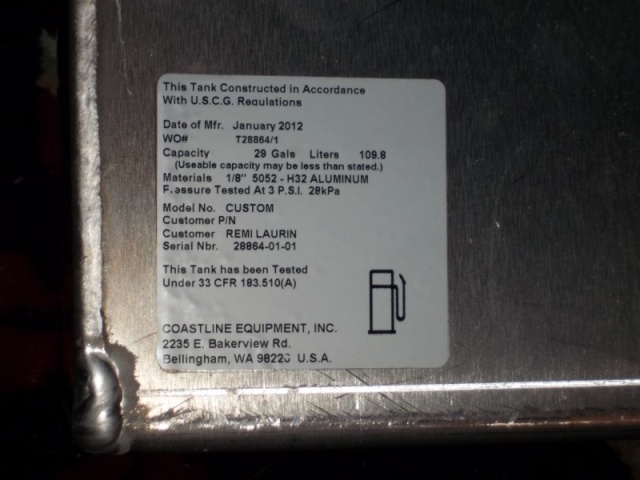 This Tank Constructed in Accordance
With U.S.C.G. Regulations
Date of Mfr. January 2012
WO# T28864/1
Capacity 29 Gals Liters 109.8
(Useable capacity may be less than stated.)
Materials 1/8" 5052 - H32 ALUMINUM
Tested At 3 P.S.I. 28kPa
Model No. CUSTOM
Customer P/N
Customer REMI LAURIN
Serial Nbr. 28864-01-01
This Tank has been Tested
Under 33 CFR 183.510(A)
COASTLINE EQUIPMENT, INC.
2235 E. Bakerview Rd.
Bellingham, WA U.S.A.